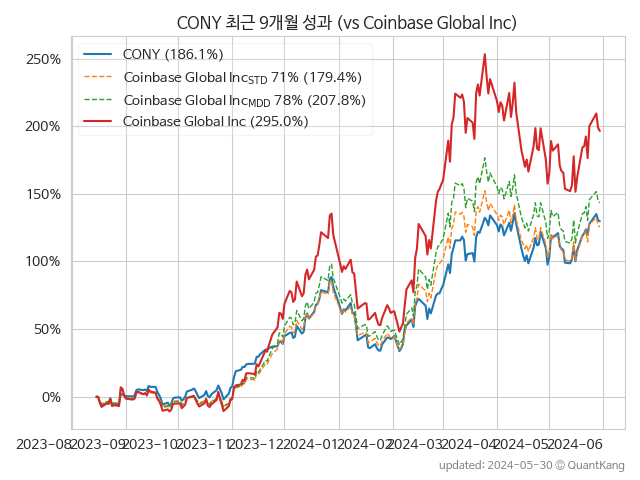 CONY 최근 9개월 성과 (vs Coinbase Global Inc)
CONY (186.1%)
Coinbase Global Inc_STD 71% (179.4%)
Coinbase Global Inc_MDD 78% (207.8%)
Coinbase Global Inc (295.0%)
250%
200%
150%
100%
50%
0%
2023-08 2023-09 2023-10 2023-11 2023-12 2024-01 2024-02 2024-03 2024-04 2024-05 2024-06
updated: 2024-05-30 © QuantKang